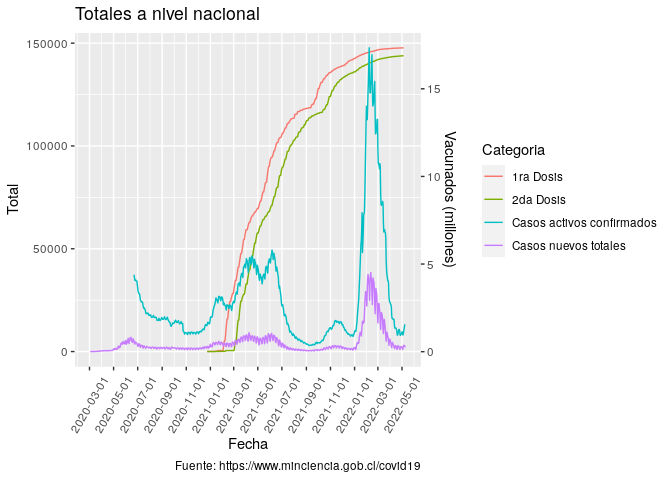 Totales a nivel nacional
150000
100000
50000
0
Total
15
10
5
0
Vacunados (millones)
2020-03-01
2020-05-01
2020-07-01
2020-09-01
2020-11-01
2021-01-01
2021-03-01
2021-05-01
2021-07-01
2021-09-01
2021-11-01
2022-01-01
2022-03-01
2022-05-01
Fecha
Fuente: https://www.minciencia.gob.cl/covid19
Categoria
1ra Dosis
2da Dosis
Casos activos confirmados
Casos nuevos totales